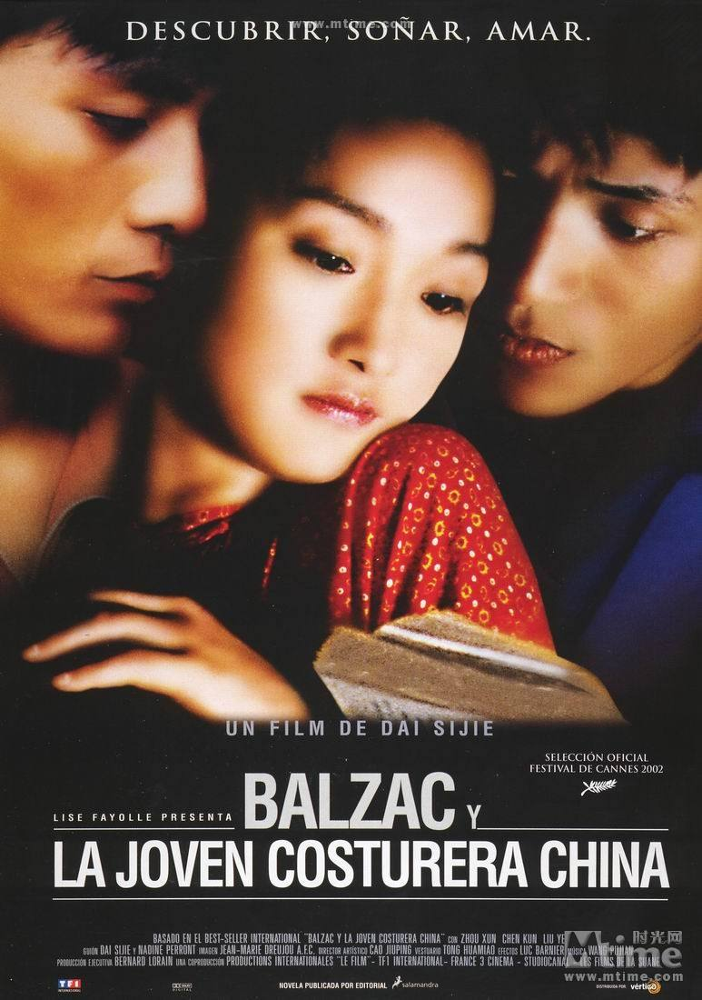 www.mtime.com
DESCUBRIR, SOÑAR, AMAR.
UN FILM DE DAI SIJIE
SELECCIÓN OFICIAL
FESTIVAL DE CANNES 2002
LISE FAYOLLE PRESENTA
BALZAC Y
LA JOVEN COSTURERA CHINA
BASADO EN EL BEST-SELLER INTERNATIONAL "BALZAC Y LA JOVEN COSTURERA CHINA" CON ZHOU XUN CHEN KUN LIU YE
GUIÓN DAI SIJIE Y NADINE PERRONT IMAGEN JEAN-MARIE DREUJOU A.F.C. DIRECTOR ARTÍSTICO CAO JIUPING VESTUARIO TONG HUAMIAO EFECTOS LUC BARNIER MÚSICA WANG PUJIAN
PRODUCCIÓN EJECUTIVA BERNARD LORAIN UNA COPRODUCCIÓN PRODUCTIONS INTERNATIONALES "LE FILM"- TF1 INTERNATIONAL- FRANCE 3 CINEMA - STUDIOCANAL LES FILMS DE LA SUANE
Mtime 时光网
www.mtime.com
TF1
INTERNATIONAL
DOLBY
DIGITAL
NOVELA PUBLICADA POR EDITORIAL salamandra
DISTRIBUIDA POR vértigo